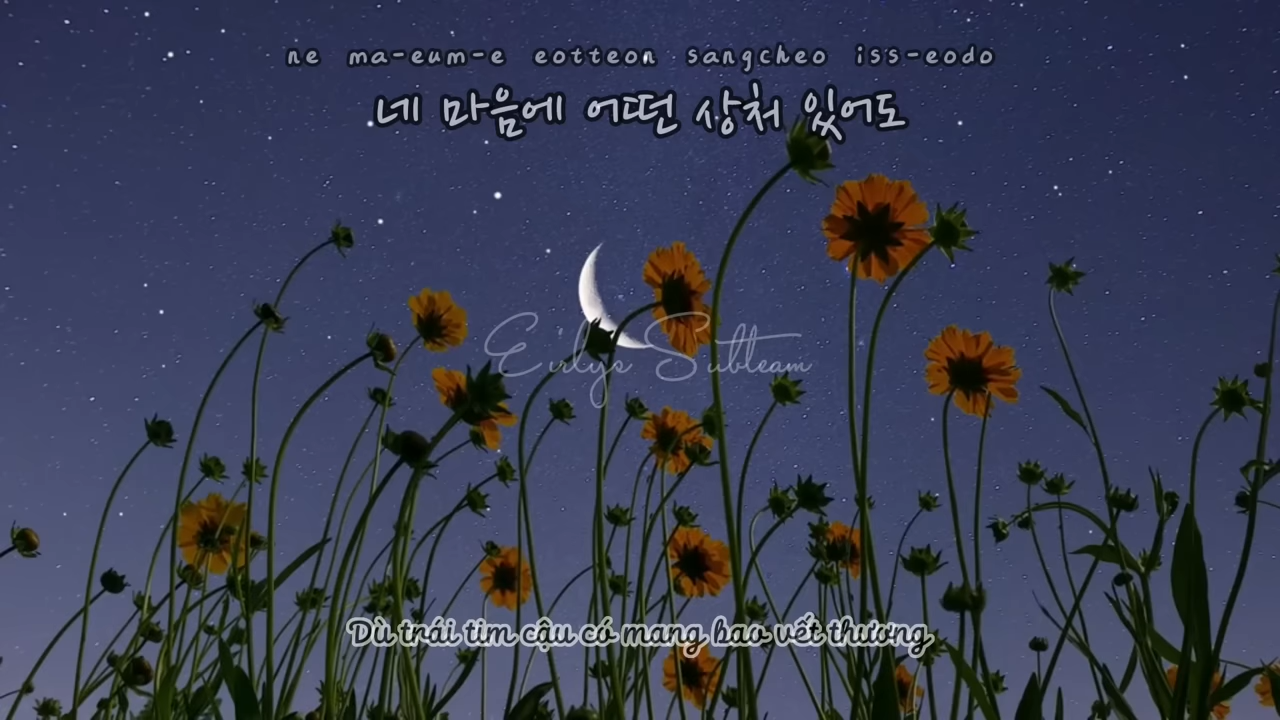 ne ma-eum-e eotteon sangcheo iss-eodo
네 마음에 어떤 상처 있어도
Eirlys Subteam
Dù trái tim cậu có mang bao vết thương